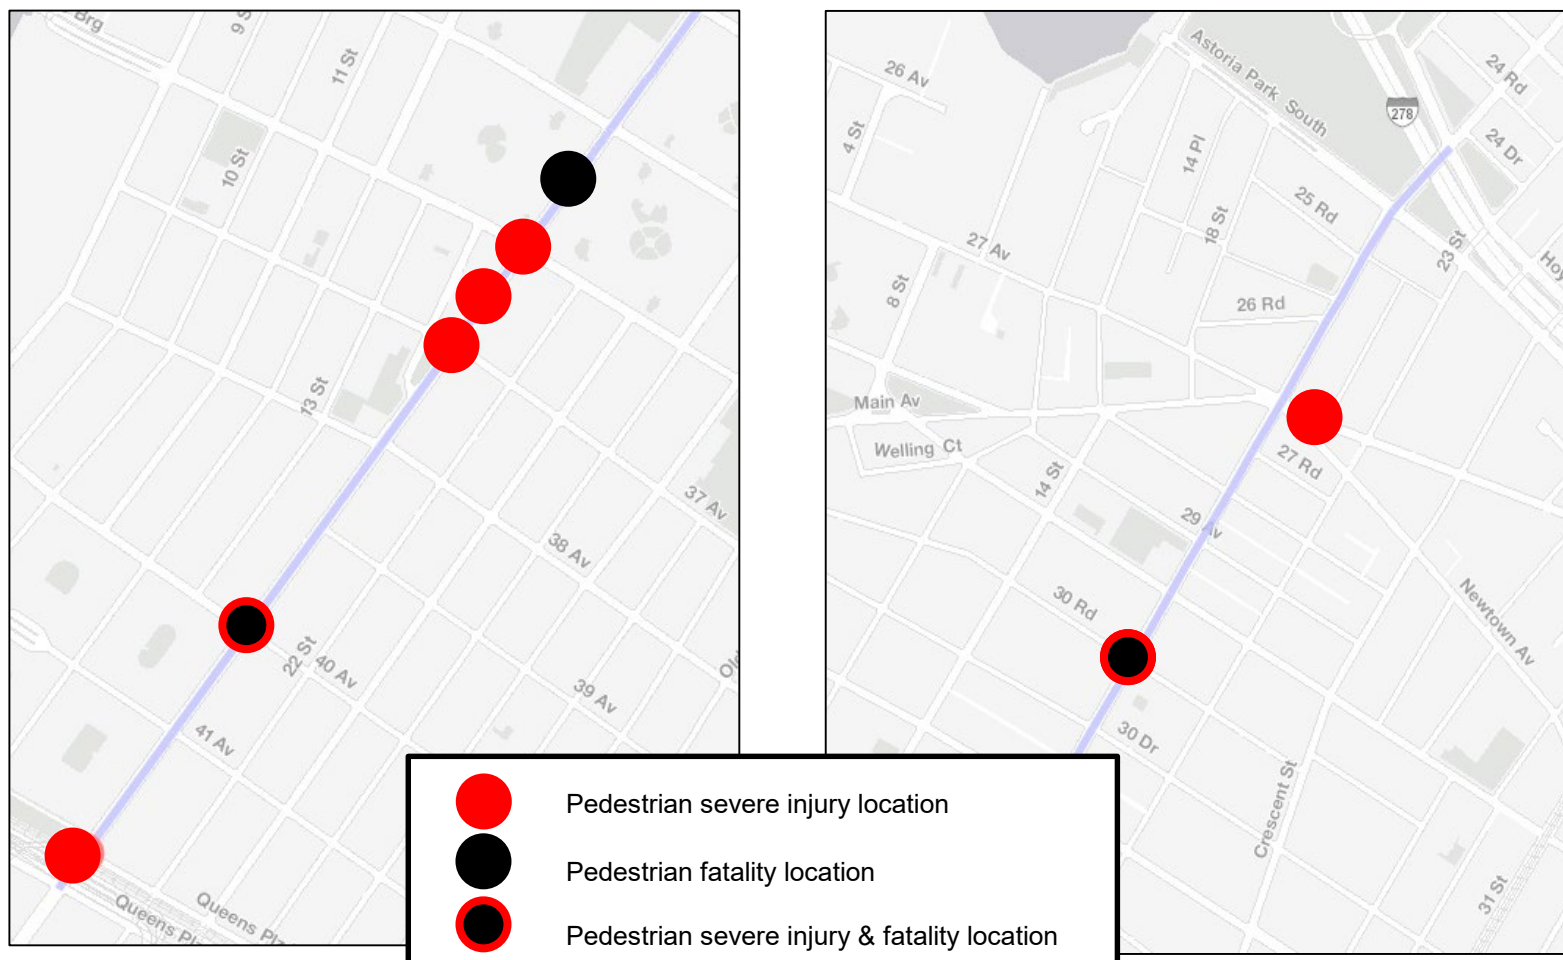 Brg
9 St
11 St
10 St
13 St
37 Av
38 Av
22 St
40 Av
39 Av
41 Av
Queens
Queens
26 Av
Astoria Park South
278
24 Rd
24 Dr
4 St
14 Pl
25 Rd
18 St
23 St
27 Av
8 St
26 Rd
Main Av
Welling Ct
27 Rd
14 St
29 Av
30 Rd
Newtown Av
30 Dr
Crescent St
31 St
Pedestrian severe injury location
Pedestrian fatality location
Pedestrian severe injury & fatality location